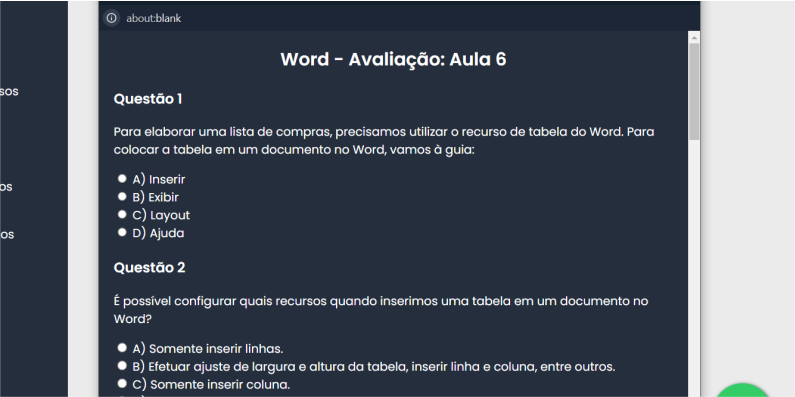 about:blank
Word - Avaliação: Aula 6
sos
Questão 1
Para elaborar uma lista de compras, precisamos utilizar o recurso de tabela do Word. Para
colocar a tabela em um documento no Word, vamos à guia:
A) Inserir
os
B) Exibir
C) Layout
os
D) Ajuda
Questão 2
É possível configurar quais recursos quando inserimos uma tabela em um documento no
Word?
A) Somente inserir linhas.
B) Efetuar ajuste de largura e altura da tabela, inserir linha e coluna, entre outros.
C) Somente inserir coluna.